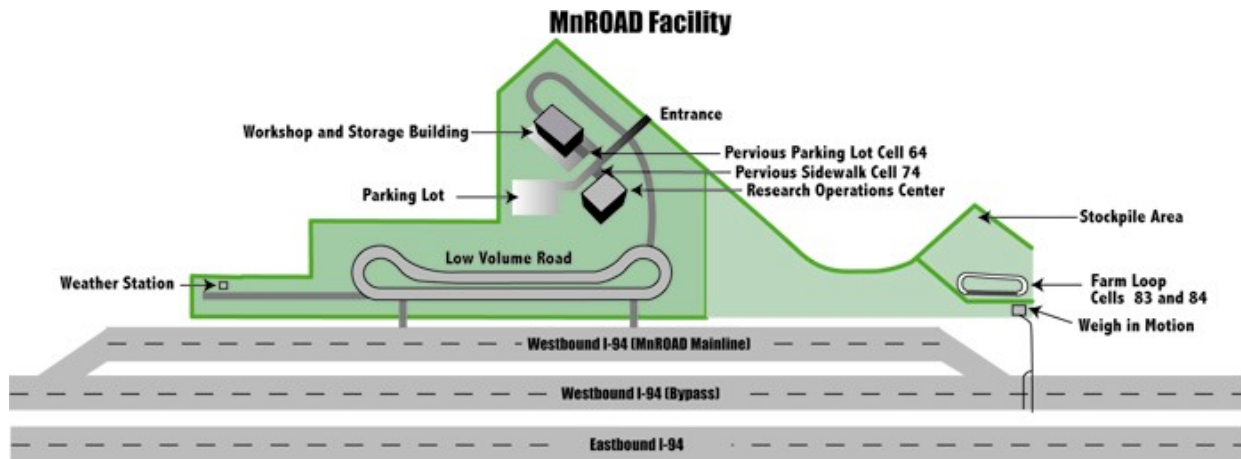 MnROAD Facility
Entrance
Workshop and Storage Building
Pervious Parking Lot Cell 64
Pervious Sidewalk Cell 74
Research Operations Center
Parking Lot
Stockpile Area
Low Volume Road
Weather Station
Farm Loop
Cells 83 and 84
Weigh in Motion
Westbound I-94 (MnROAD Mainline)
Westbound I-94 (Bypass)
Eastbound I-94